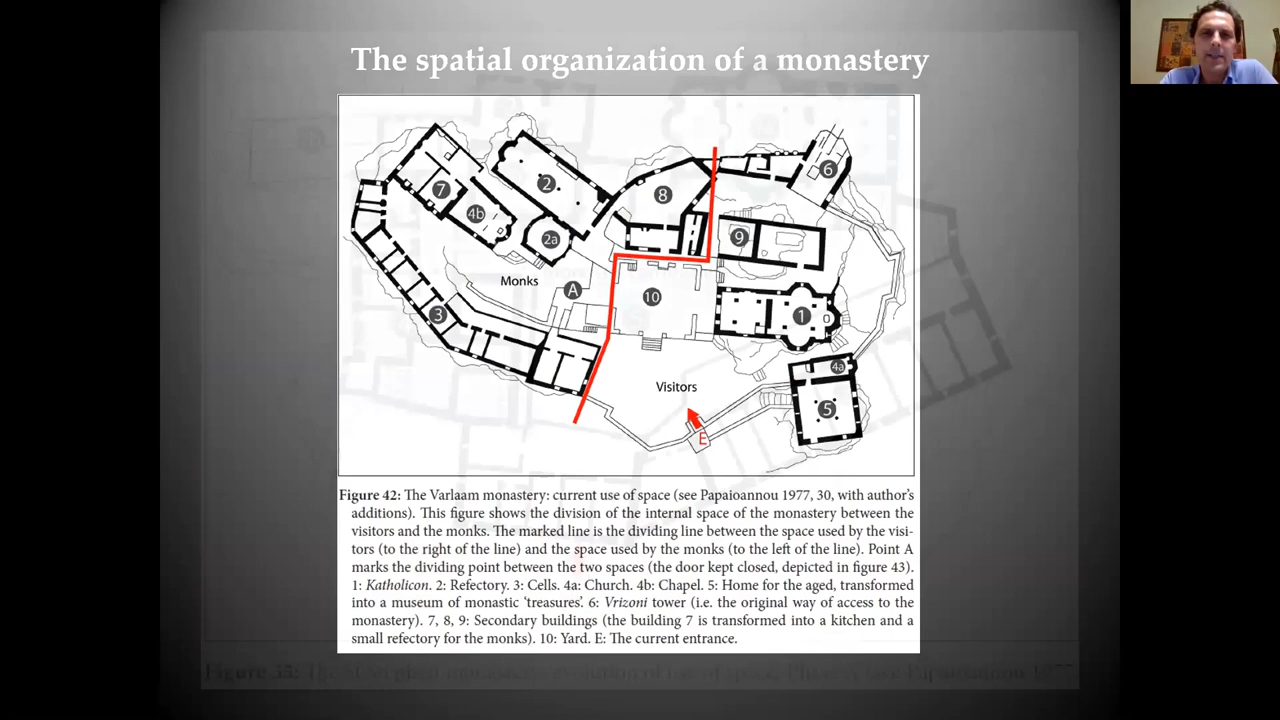 The spatial organization of a monastery
6
7
2
8
4b
2a
9
Monks
A
10
3
1
4a
Visitors
5
E
Figure 42: The Varlaam monastery: current use of space (see Papaioannou 1977, 30, with author's
additions). This figure shows the division of the internal space of the monastery between the
visitors and the monks. The marked line is the dividing line between the space used by the visi-
tors (to the right of the line) and the space used by the monks (to the left of the line). Point A
marks the dividing point between the two spaces (the door kept closed, depicted in figure 43).
1: Katholicon. 2: Refectory. 3: Cells. 4a: Church. 4b: Chapel. 5: Home for the aged, transformed
into a museum of monastic 'treasures'. 6: Vrizoni tower (i.e. the original way of access to the
monastery). 7, 8, 9: Secondary buildings (the building 7 is transformed into a kitchen and a
small refectory for the monks). 10: Yard. E: The current entrance.